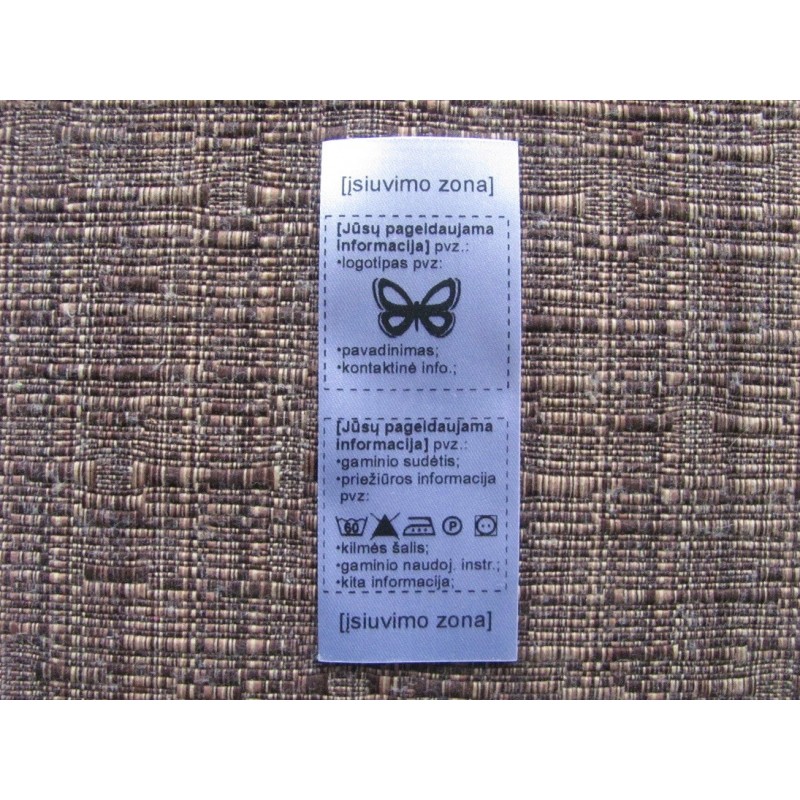 [įsiuvimo zona]
[Jūsų pageidaujama
informacija] pvz.:
•logotipas pvz:
•pavadinimas;
•kontaktinė info.;
[Jūsų pageidaujama
informacija] pvz.:
•gaminio sudėtis;
•priežiūros informacija
pvz:
60 P
•kilmės šalis;
•gaminio naudoj. instr.;
•kita informacija;
[įsiuvimo zona]